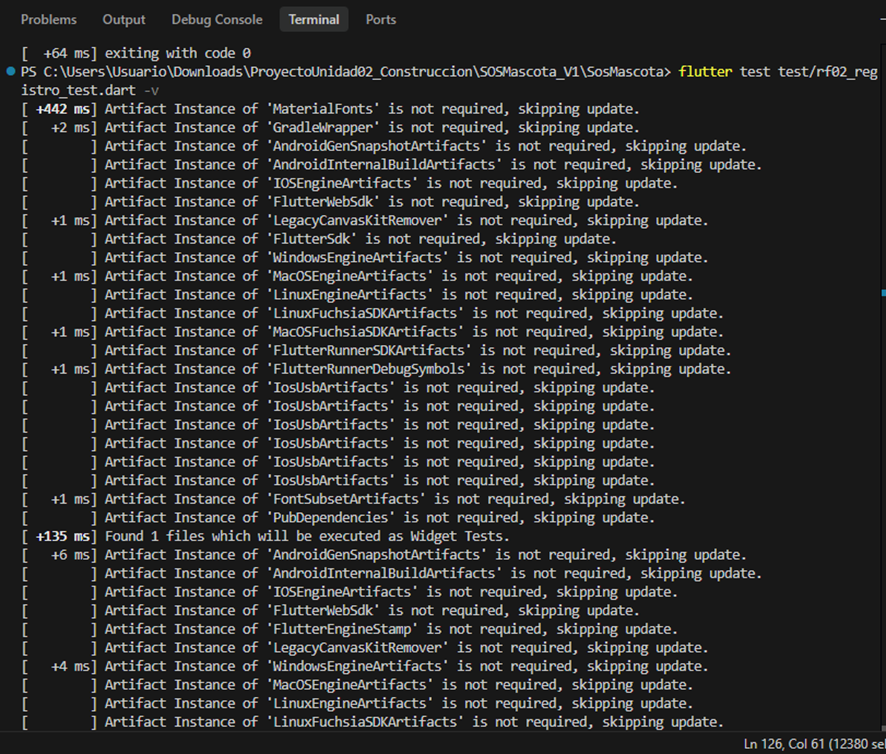 Problems Output Debug Console Terminal Ports
[  +64 ms] exiting with code 0
PS C:\Users\Usuario\Downloads\ProyectoUnidad02_Construccion\SOSMascota_V1\SosMascota> flutter test test/rf02_reg
istro_test.dart -v
[ +442 ms] Artifact Instance of 'MaterialFonts' is not required, skipping update.
[   +2 ms] Artifact Instance of 'GradleWrapper' is not required, skipping update.
[        ] Artifact Instance of 'AndroidGenSnapshotArtifacts' is not required, skipping update.
[        ] Artifact Instance of 'AndroidInternalBuildArtifacts' is not required, skipping update.
[        ] Artifact Instance of 'IOSEngineArtifacts' is not required, skipping update.
[        ] Artifact Instance of 'FlutterWebSdk' is not required, skipping update.
[   +1 ms] Artifact Instance of 'LegacyCanvasKitRemover' is not required, skipping update.
[        ] Artifact Instance of 'FlutterSdk' is not required, skipping update.
[        ] Artifact Instance of 'WindowsEngineArtifacts' is not required, skipping update.
[   +1 ms] Artifact Instance of 'MacOSEngineArtifacts' is not required, skipping update.
[        ] Artifact Instance of 'LinuxEngineArtifacts' is not required, skipping update.
[        ] Artifact Instance of 'LinuxFuchsiaSDKArtifacts' is not required, skipping update.
[   +1 ms] Artifact Instance of 'MacOSFuchsiaSDKArtifacts' is not required, skipping update.
[        ] Artifact Instance of 'FlutterRunnerSDKArtifacts' is not required, skipping update.
[   +1 ms] Artifact Instance of 'FlutterRunnerDebugSymbols' is not required, skipping update.
[        ] Artifact Instance of 'IosUsbArtifacts' is not required, skipping update.
[        ] Artifact Instance of 'IosUsbArtifacts' is not required, skipping update.
[        ] Artifact Instance of 'IosUsbArtifacts' is not required, skipping update.
[        ] Artifact Instance of 'IosUsbArtifacts' is not required, skipping update.
[        ] Artifact Instance of 'IosUsbArtifacts' is not required, skipping update.
[        ] Artifact Instance of 'IosUsbArtifacts' is not required, skipping update.
[   +1 ms] Artifact Instance of 'FontSubsetArtifacts' is not required, skipping update.
[        ] Artifact Instance of 'PubDependencies' is not required, skipping update.
[ +135 ms] Found 1 files which will be executed as Widget Tests.
[   +6 ms] Artifact Instance of 'AndroidGenSnapshotArtifacts' is not required, skipping update.
[        ] Artifact Instance of 'AndroidInternalBuildArtifacts' is not required, skipping update.
[        ] Artifact Instance of 'IOSEngineArtifacts' is not required, skipping update.
[        ] Artifact Instance of 'FlutterWebSdk' is not required, skipping update.
[        ] Artifact Instance of 'FlutterEngineStamp' is not required, skipping update.
[        ] Artifact Instance of 'LegacyCanvasKitRemover' is not required, skipping update.
[   +4 ms] Artifact Instance of 'WindowsEngineArtifacts' is not required, skipping update.
[        ] Artifact Instance of 'MacOSEngineArtifacts' is not required, skipping update.
[        ] Artifact Instance of 'LinuxEngineArtifacts' is not required, skipping update.
[        ] Artifact Instance of 'LinuxFuchsiaSDKArtifacts' is not required, skipping update.
Ln 126, Col 61 (12380 sel